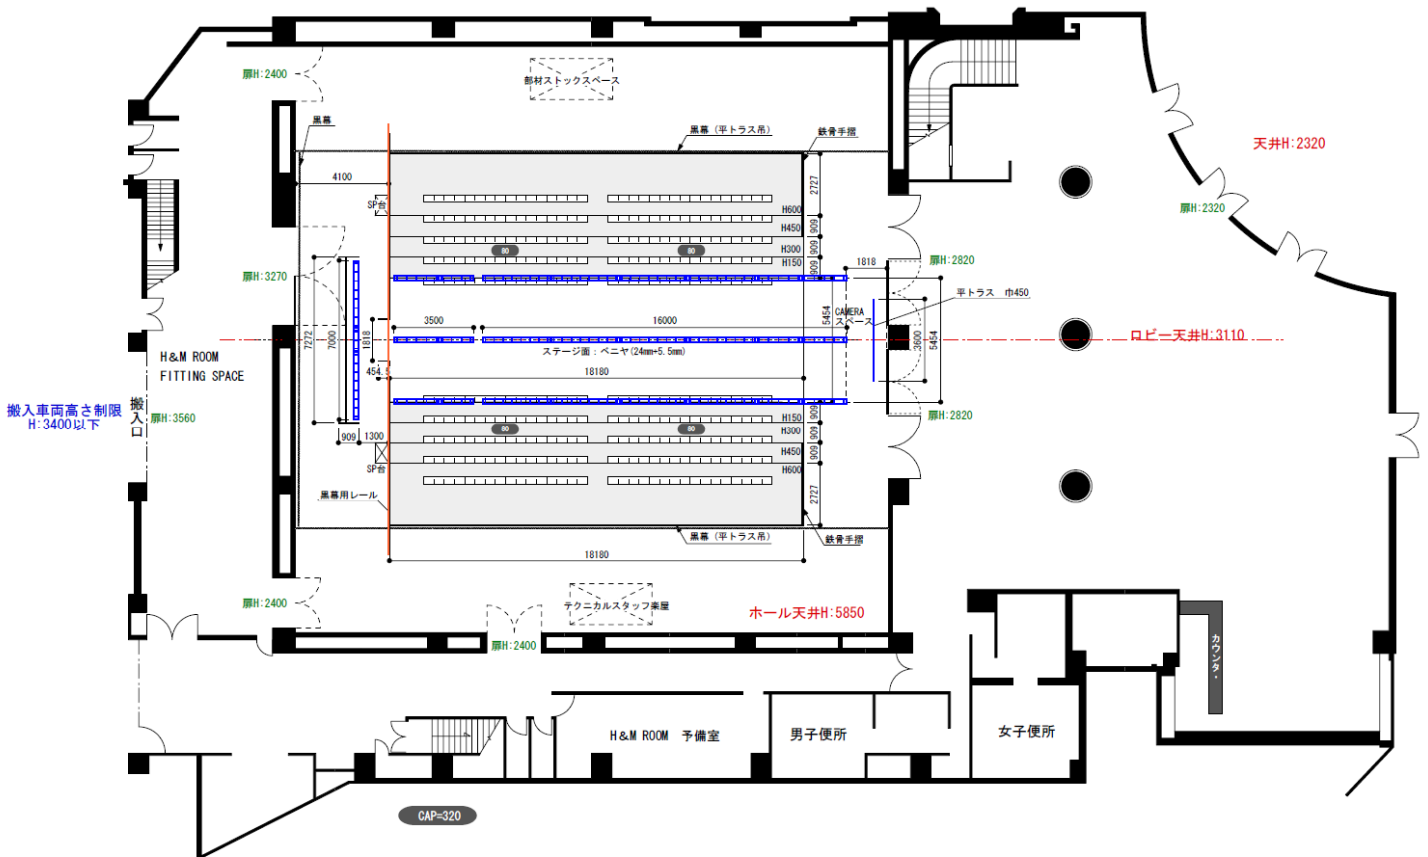 扉H:2400
部材ストックスペース
黒幕
黒幕（平トラス吊）
鉄骨手摺
天井H:2320
扉H:2320
4100
SP台
2727
H600
H450
909
H300
909
H150
909
80
80
扉H:3270
扉H:2820
1818
平トラス　巾450
CAMERA
スペース
5454
3500
16000
7272
7000
1818
3600
5454
ステージ面：ベニヤ(24mm+5.5mm)
ロビー天井H:3110
H&M ROOM
FITTING SPACE
454.5
18180
搬入車両高さ制限
H:3400以下
搬入口
扉H:3560
扉H:2820
909
1300
80
80
H150
909
H300
909
H450
909
H600
2727
SP台
黒幕用レール
黒幕（平トラス吊）
鉄骨手摺
18180
扉H:2400
テクニカルスタッフ楽屋
ホール天井H:5850
扉H:2400
カウンター
H&M ROOM　予備室
男子便所
女子便所
CAP=320